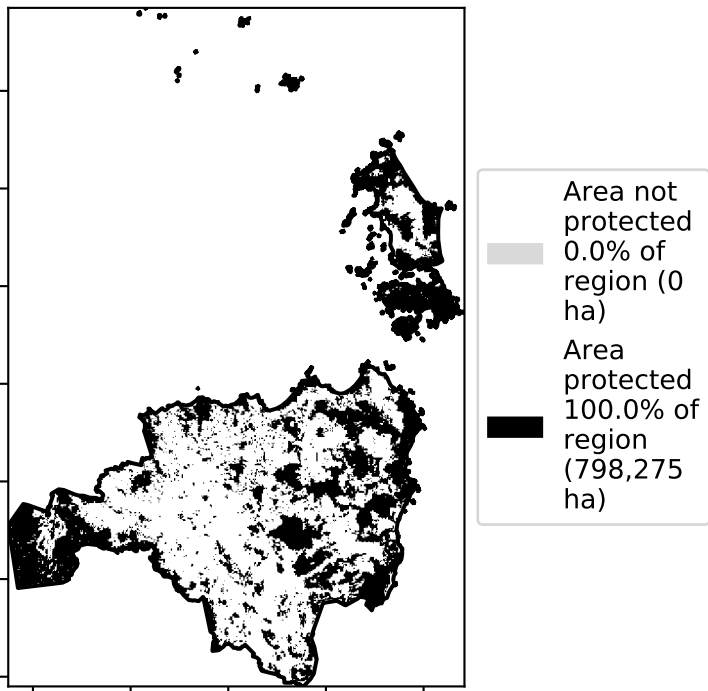 Area not
protected
0.0% of
region (0
ha)
Area
protected
100.0% of
region
(798,275
ha)